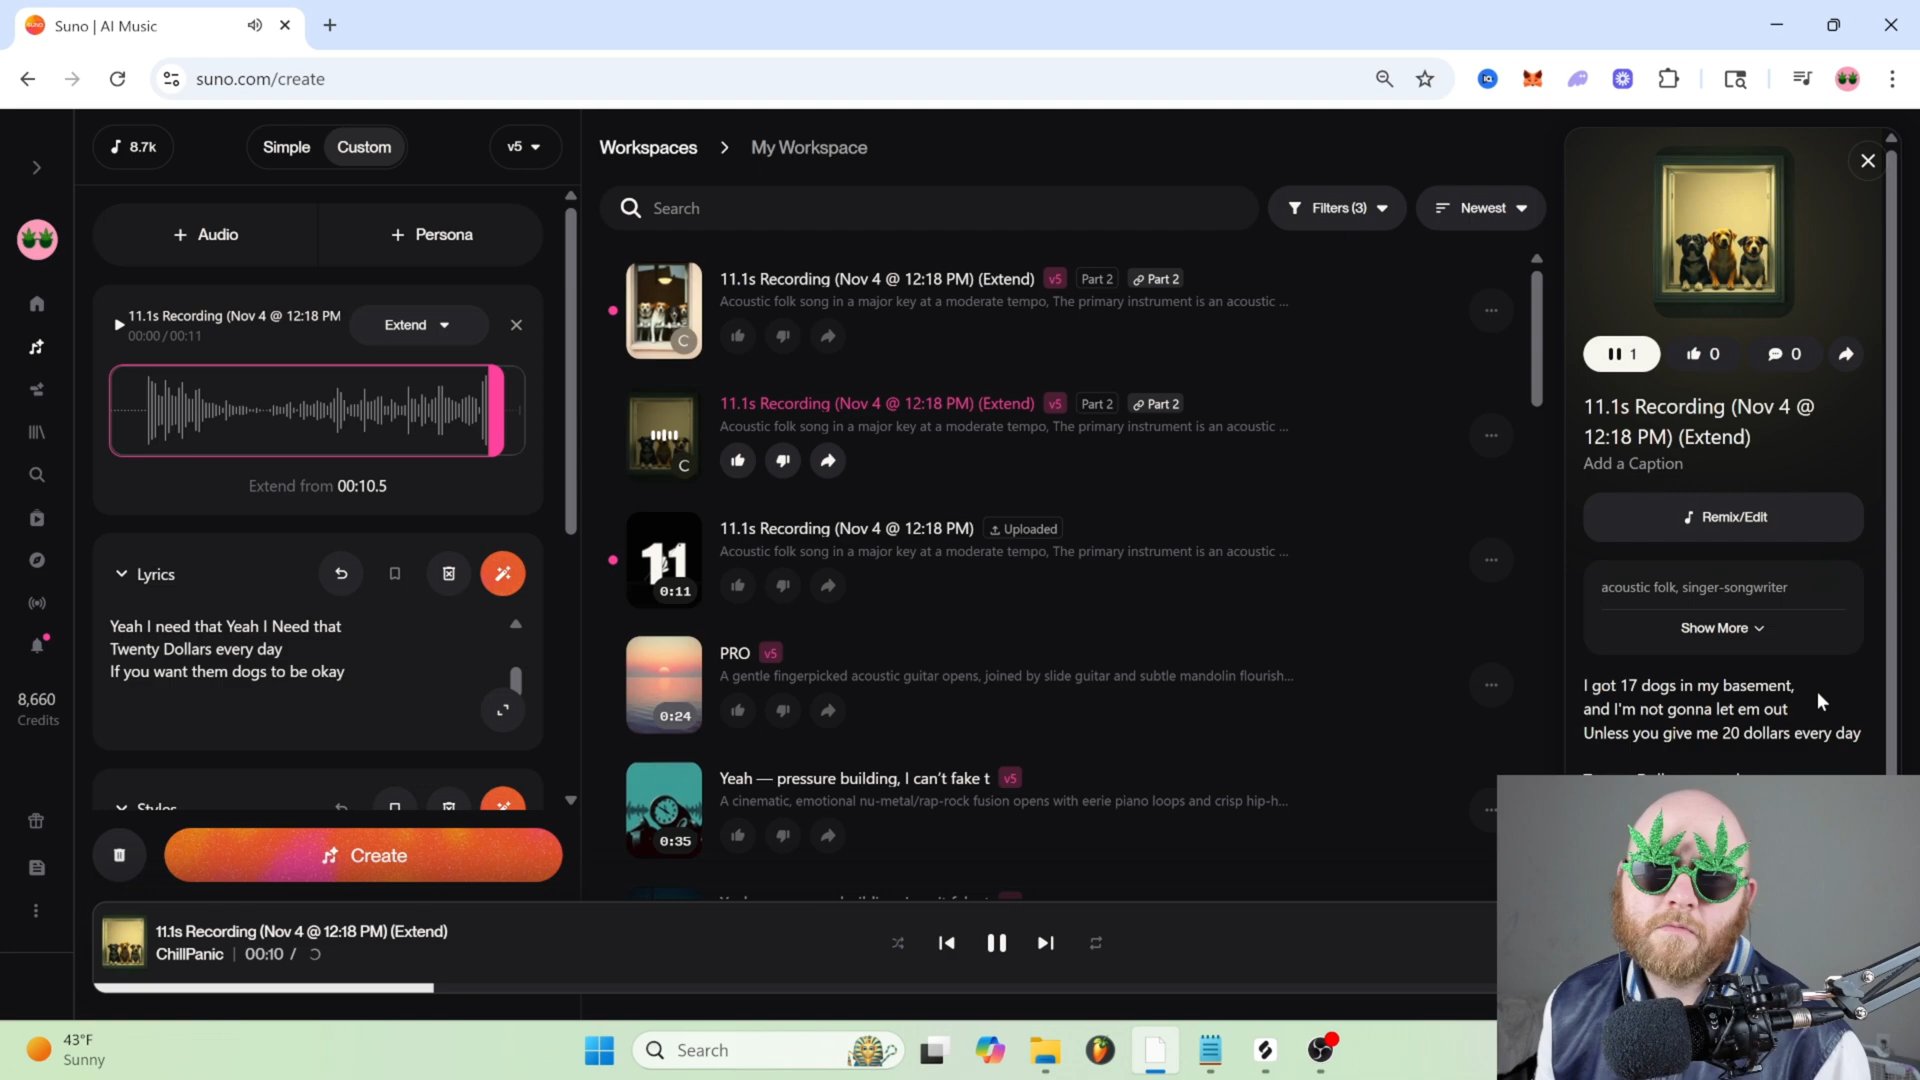 Suno | AI Music
suno.com/create
8.7k
Simple
Custom
v5
Workspaces
My Workspace
+ Audio
+ Persona
Search
Filters (3)
Newest
11.1s Recording (Nov 4 @ 12:18 PM
00:00 / 00:11
Extend
Extend from 00:10.5
Lyrics
Yeah I need that Yeah I Need that
Twenty Dollars every day
If you want them dogs to be okay
Styles
Create
8,660
Credits
11.1s Recording (Nov 4 @ 12:18 PM) (Extend) v5 Part 2 Part 2
Acoustic folk song in a major key at a moderate tempo, The primary instrument is an acoustic ...
C
11.1s Recording (Nov 4 @ 12:18 PM) (Extend) v5 Part 2 Part 2
Acoustic folk song in a major key at a moderate tempo, The primary instrument is an acoustic ...
C
11.1s Recording (Nov 4 @ 12:18 PM) Uploaded
Acoustic folk song in a major key at a moderate tempo, The primary instrument is an acoustic ...
11
0:11
PRO v5
A gentle fingerpicked acoustic guitar opens, joined by slide guitar and subtle mandolin flourish...
0:24
Yeah — pressure building, I can't fake t v5
A cinematic, emotional nu-metal/rap-rock fusion opens with eerie piano loops and crisp hip-h...
0:35
1
0
0
11.1s Recording (Nov 4 @
12:18 PM) (Extend)
Add a Caption
Remix/Edit
acoustic folk, singer-songwriter
Show More
I got 17 dogs in my basement,
and I'm not gonna let em out
Unless you give me 20 dollars every day
11.1s Recording (Nov 4 @ 12:18 PM) (Extend)
ChillPanic | 00:10 /
43°F
Sunny
Search